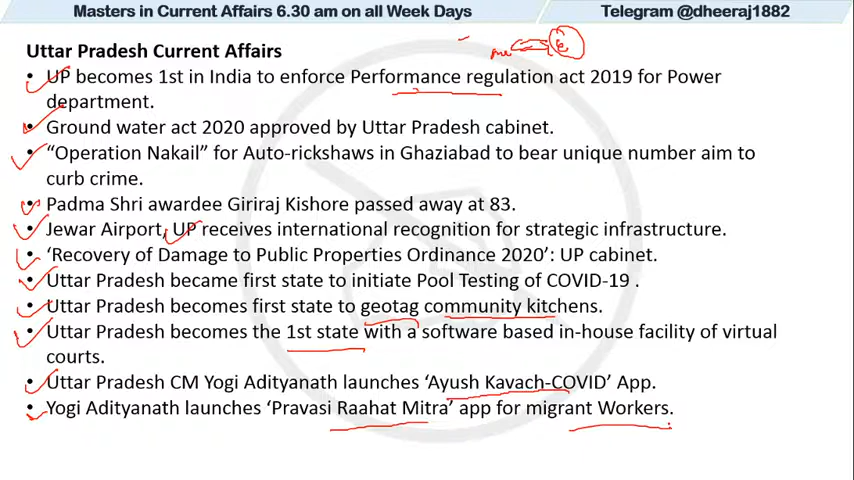 Masters in Current Affairs 6.30 am on all Week Days
Telegram @dheeraj1882
Uttar Pradesh Current Affairs
• UP becomes 1st in India to enforce Performance regulation act 2019 for Power
department.
• Ground water act 2020 approved by Uttar Pradesh cabinet.
• “Operation Nakail” for Auto-rickshaws in Ghaziabad to bear unique number aim to
curb crime.
• Padma Shri awardee Giriraj Kishore passed away at 83.
• Jewar Airport, UP receives international recognition for strategic infrastructure.
• ‘Recovery of Damage to Public Properties Ordinance 2020’: UP cabinet.
• Uttar Pradesh became first state to initiate Pool Testing of COVID-19 .
• Uttar Pradesh becomes first state to geotag community kitchens.
• Uttar Pradesh becomes the 1st state with a software based in-house facility of virtual
courts.
• Uttar Pradesh CM Yogi Adityanath launches ‘Ayush Kavach-COVID’ App.
• Yogi Adityanath launches ‘Pravasi Raahat Mitra’ app for migrant Workers.